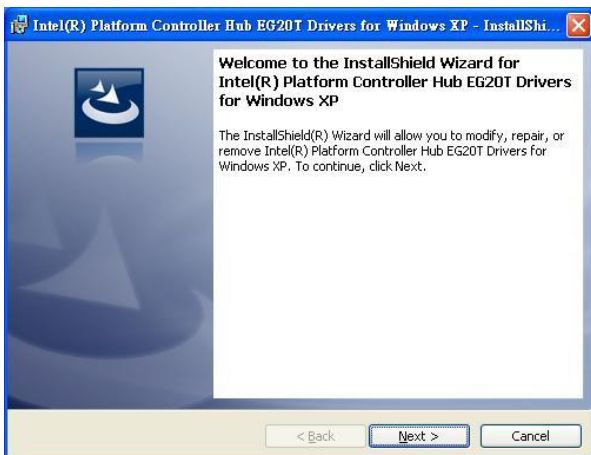 Intel(R) Platform Controller Hub EG20T Drivers for Windows XP - InstallShi...
Welcome to the InstallShield Wizard for
Intel(R) Platform Controller Hub EG20T Drivers
for Windows XP
The InstallShield(R) Wizard will allow you to modify, repair, or
remove Intel(R) Platform Controller Hub EG20T Drivers for
Windows XP. To continue, click Next.
< Back
Next >
Cancel